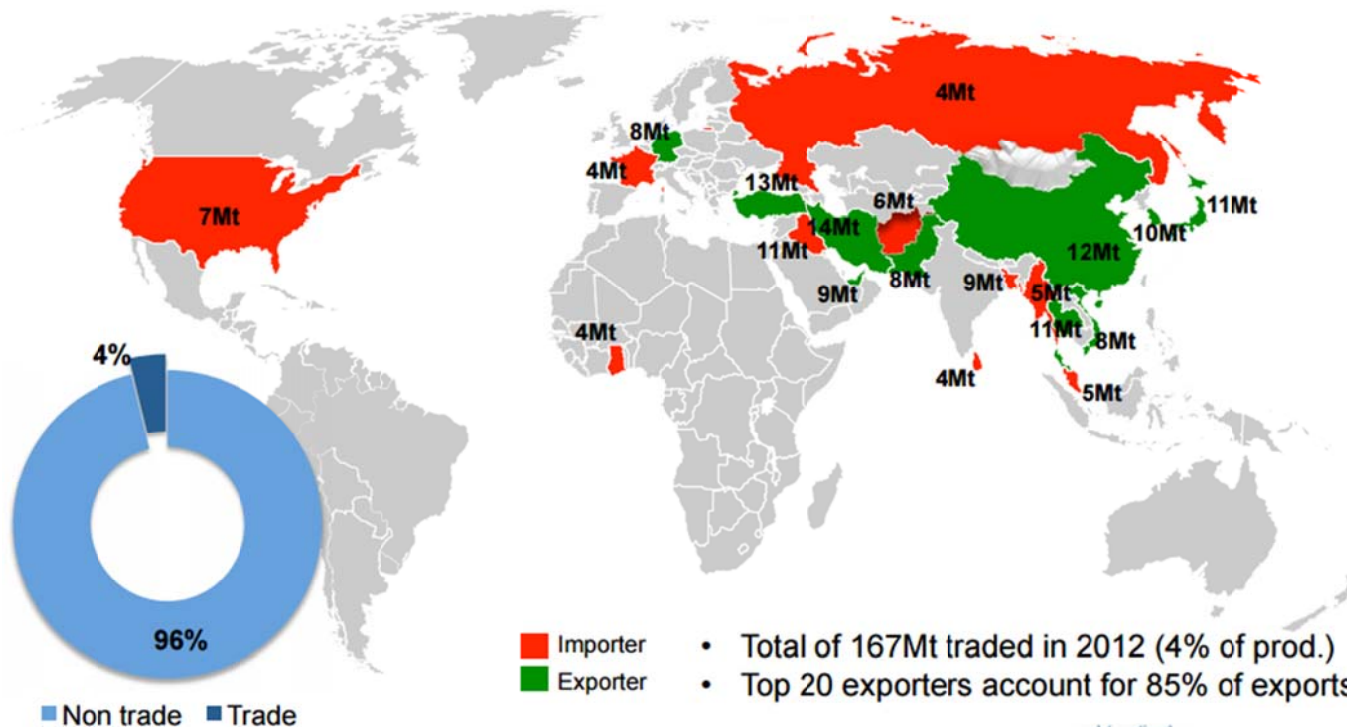 4Mt
8Mt
4Mt
13Mt
6Mt
11Mt
7Mt
14Mt
10Mt
11Mt
12Mt
8Mt
9Mt
9Mt
5Mt
11Mt
8Mt
4Mt
4Mt
5Mt
4%
96%
Non trade Trade
Importer
Exporter
• Total of 167Mt traded in 2012 (4% of prod.)
• Top 20 exporters account for 85% of exports